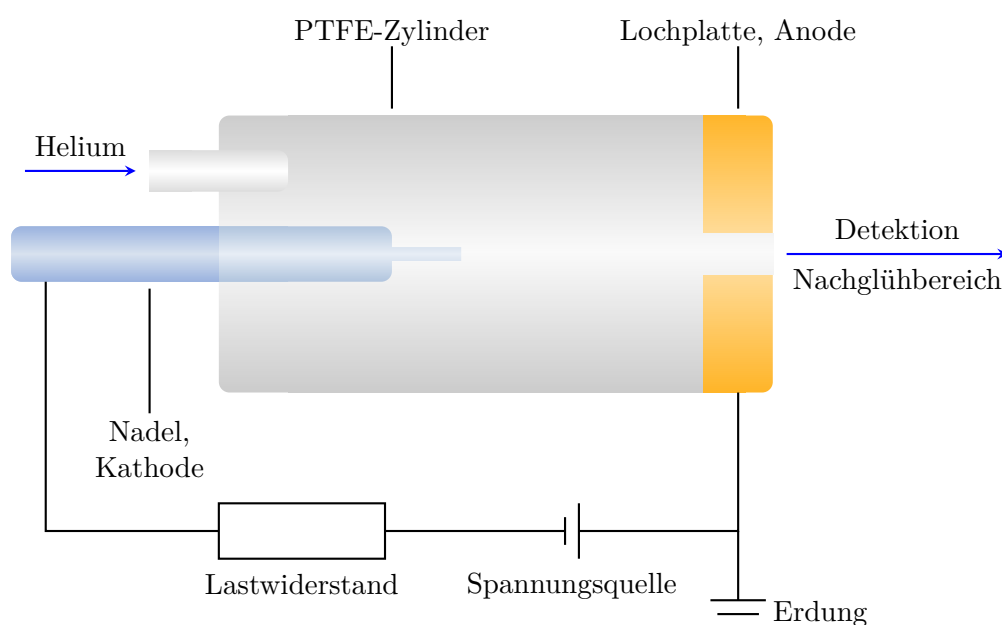 PTFE-Zylinder
Lochplatte, Anode
Helium
Detektion
Nachglühbereich
Nadel,
Kathode
Lastwiderstand
Spannungsquelle
Erdung